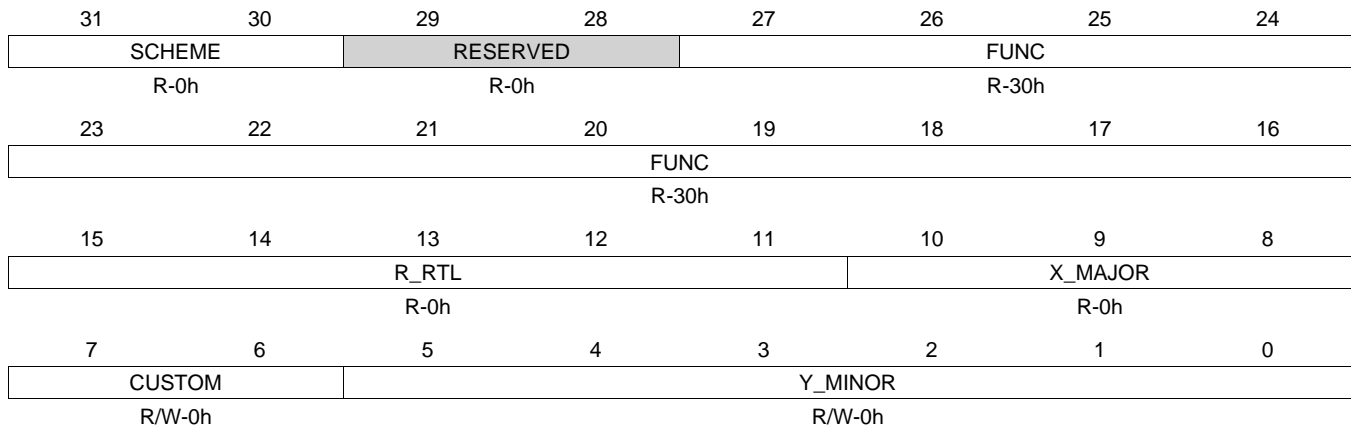 31 30 29 28 27 26 25 24
SCHEME RESERVED FUNC
R-0h R-0h R-30h
23 22 21 20 19 18 17 16
FUNC
R-30h
15 14 13 12 11 10 9 8
R_RTL X_MAJOR
R-0h R-0h
7 6 5 4 3 2 1 0
CUSTOM Y_MINOR
R/W-0h R/W-0h